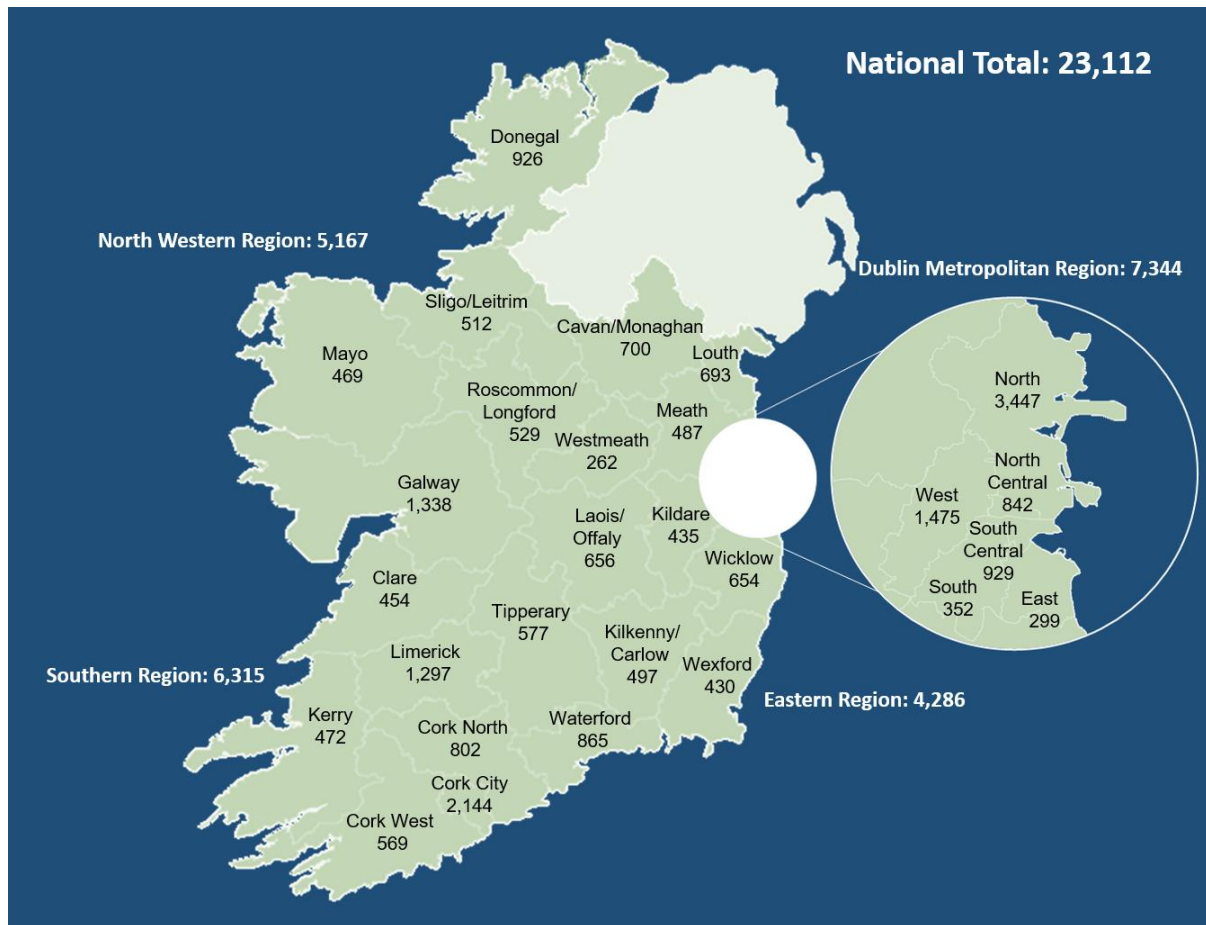 National Total: 23,112
Donegal
926
North Western Region: 5,167
Dublin Metropolitan Region: 7,344
Sligo/Leitrim
512
Cavan/Monaghan
700
Mayo
469
Louth
693
Roscommon/
Longford
529
Meath
487
Westmeath
262
Galway
1,338
Laois/
Offaly
656
Kildare
435
Wicklow
654
Clare
454
Tipperary
577
Kilkenny/
Carlow
497
Limerick
1,297
Wexford
430
Southern Region: 6,315
Eastern Region: 4,286
Kerry
472
Cork North
802
Waterford
865
Cork City
2,144
Cork West
569
North
3,447
North
Central
842
West
1,475
South
Central
929
South
352
East
299